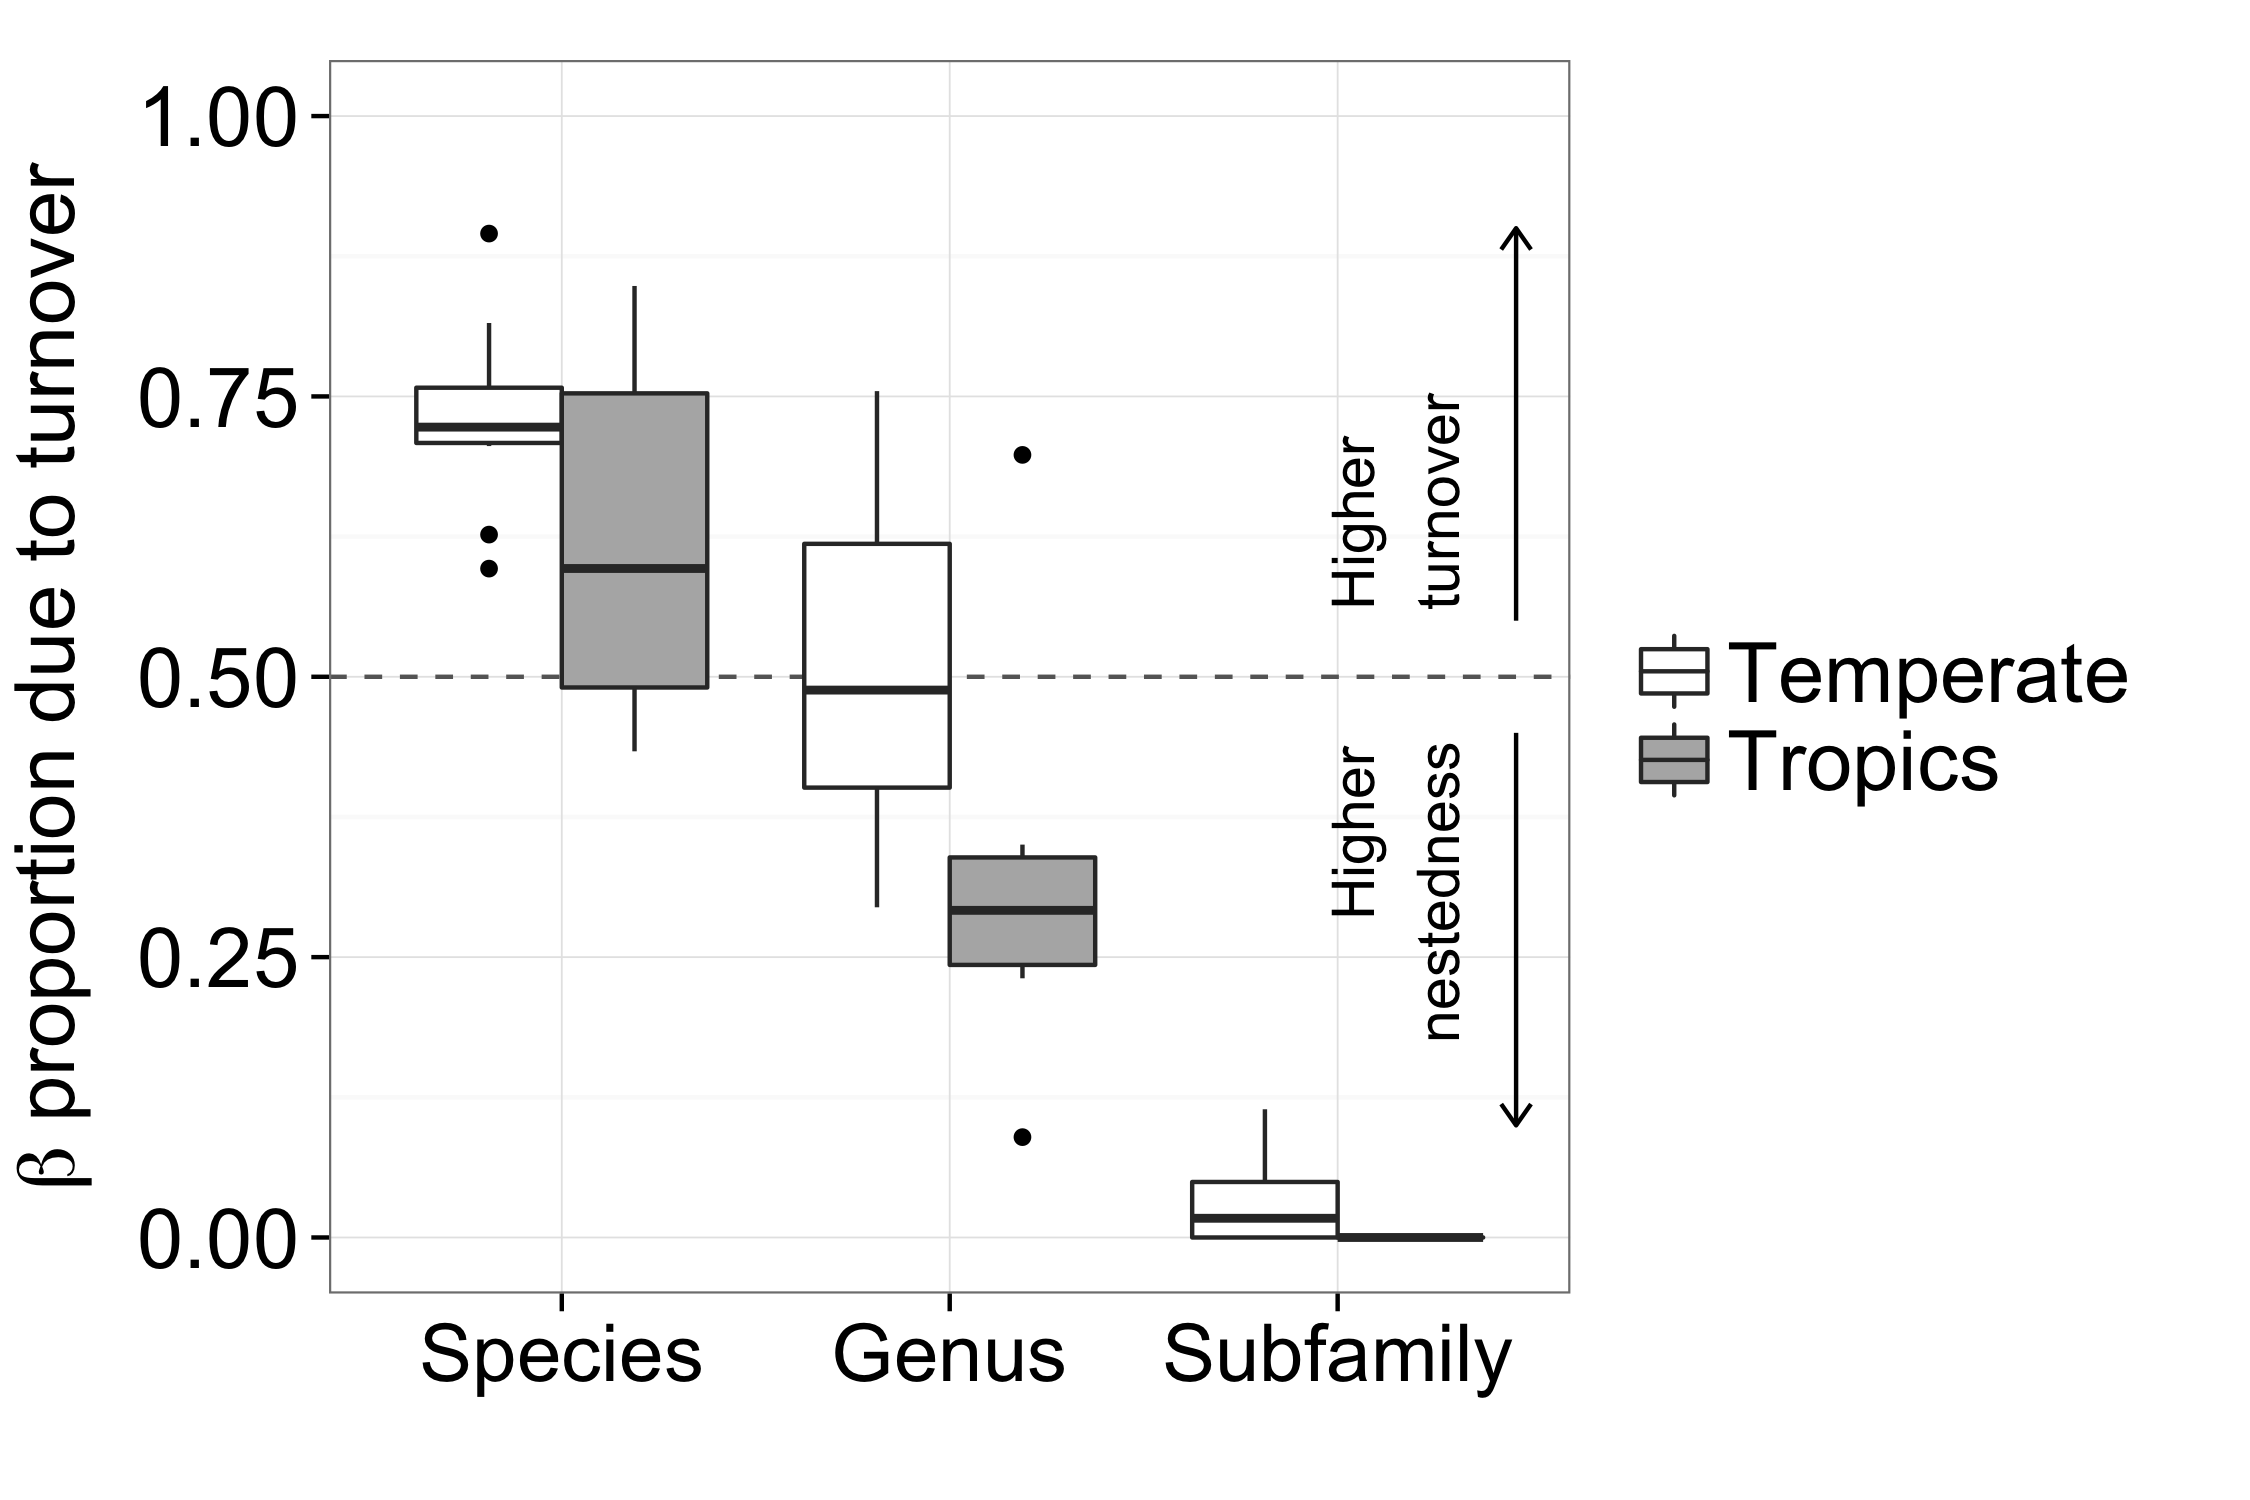 β proportion due to turnover
1.00
0.75
0.50
0.25
0.00
Species
Genus
Subfamily
Higher
turnover
Higher
nestedness
Temperate
Tropics